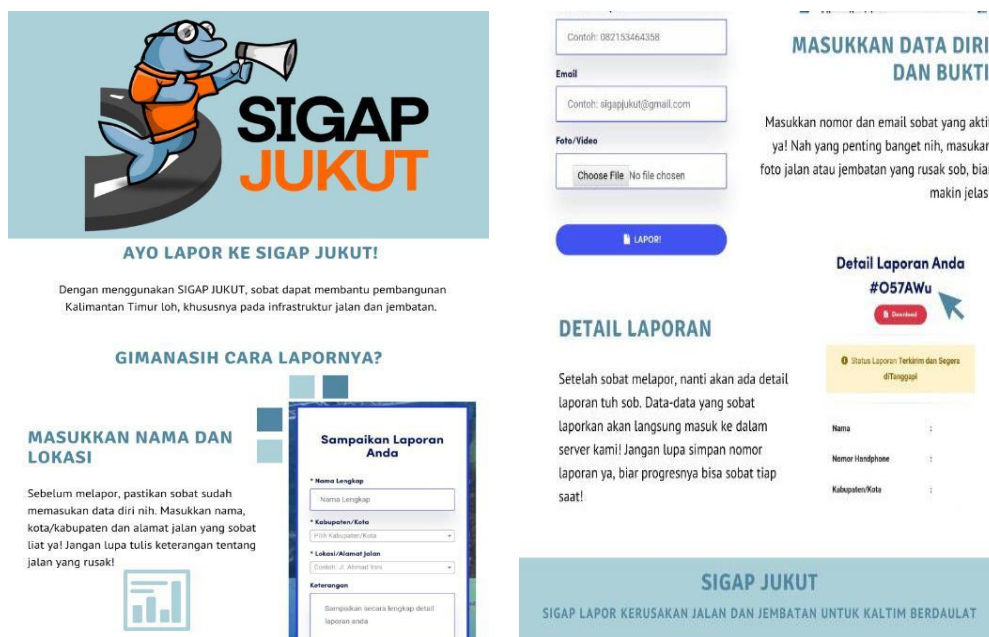 SIGAP
JUKUT
AYO LAPOR KE SIGAP JUKUT!
Dengan menggunakan SIGAP JUKUT, sobat dapat membantu pembangunan
Kalimantan Timur loh, khususnya pada infrastruktur jalan dan jembatan.
GIMANASIH CARA LAPORNYA?
MASUKKAN NAMA DAN
LOKASI
Sebelum melapor, pastikan sobat sudah
memasukan data diri nih. Masukkan nama,
kota/kabupaten dan alamat jalan yang sobat
liat ya! Jangan lupa tulis keterangan tentang
jalan yang rusak!
Sampaikan Laporan
Anda
* Nama Lengkap
Nama Lengkap
* Kabupaten/Kota
Pilih Kabupaten/Kota
* Lokasi/Alamat Jalan
Contoh: Jl. Ahmad Yani
Keterangan
Sampaikan secara lengkap detail
laporan anda
Contoh: 082153464358
Email
Contoh: sigapjukut@gmail.com
Foto/Video
Choose File No file chosen
LAPOR!
MASUKKAN DATA DIRI
DAN BUKTI
Masukkan nomor dan email sobat yang aktif
ya! Nah yang penting banget nih, masukan
foto jalan atau jembatan yang rusak sob, biar
makin jelas
DETAIL LAPORAN
Setelah sobat melapor, nanti akan ada detail
laporan tuh sob. Data-data yang sobat
laporkan akan langsung masuk ke dalam
server kami! Jangan lupa simpan nomor
laporan ya, biar progresnya bisa sobat tiap
saat!
Detail Laporan Anda
#O57AWu
Download
Status Laporan Terkirim dan Segera
diTanggapi
Nama :
Nomor Handphone :
Kabupaten/Kota :
SIGAP JUKUT
SIGAP LAPOR KERUSAKAN JALAN DAN JEMBATAN UNTUK KALTIM BERDAULAT